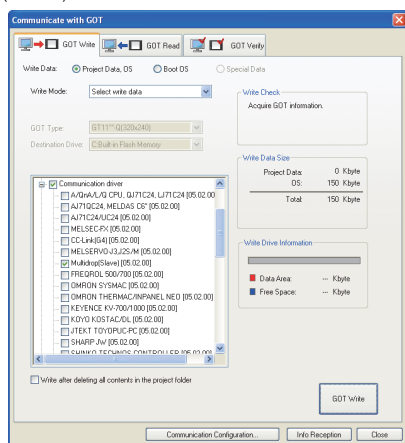 Communicate with GOT
GOT Write
GOT Read
GOT Verify
Write Data:
Project Data, OS
Boot OS
Special Data
Write Mode:
Select write data
GOT Type:
GT11**-Q(320x240)
Destination Drive:
C:Built-in Flash Memory
Communication driver
A/QnA/L/Q CPU, QJ71C24, LJ71C24 [05.02.00
AJ71QC24, MELDAS C6* [05.02.00]
AJ71C24/UC24 [05.02.00]
MELSEC-FX [05.02.00]
CC-Link(G4) [05.02.00]
MELSERVO-J3,J2S/M [05.02.00]
Multidrop(Slave) [05.02.00]
FREQROL 500/700 [05.02.00]
OMRON SYSMAC [05.02.00]
OMRON THERMAC/INPANEL NEO [05.02.00]
KEYENCE KV-700/1000 [05.02.00]
KOYO KOSTAC/DL [05.02.00]
JTEKT TOYOPUC-PC [05.02.00]
SHARP JW [05.02.00]
SHINKO TECHNOS CONTROLLER [05.02.00
Write after deleting all contents in the project folder
Write Check
Acquire GOT information.
Write Data Size
Project Data: 0 Kbyte
OS: 150 Kbyte
Total: 150 Kbyte
Write Drive Information
Data Area: --- Kbyte
Free Space: --- Kbyte
GOT Write
Communication Configuration...
Info Reception
Close